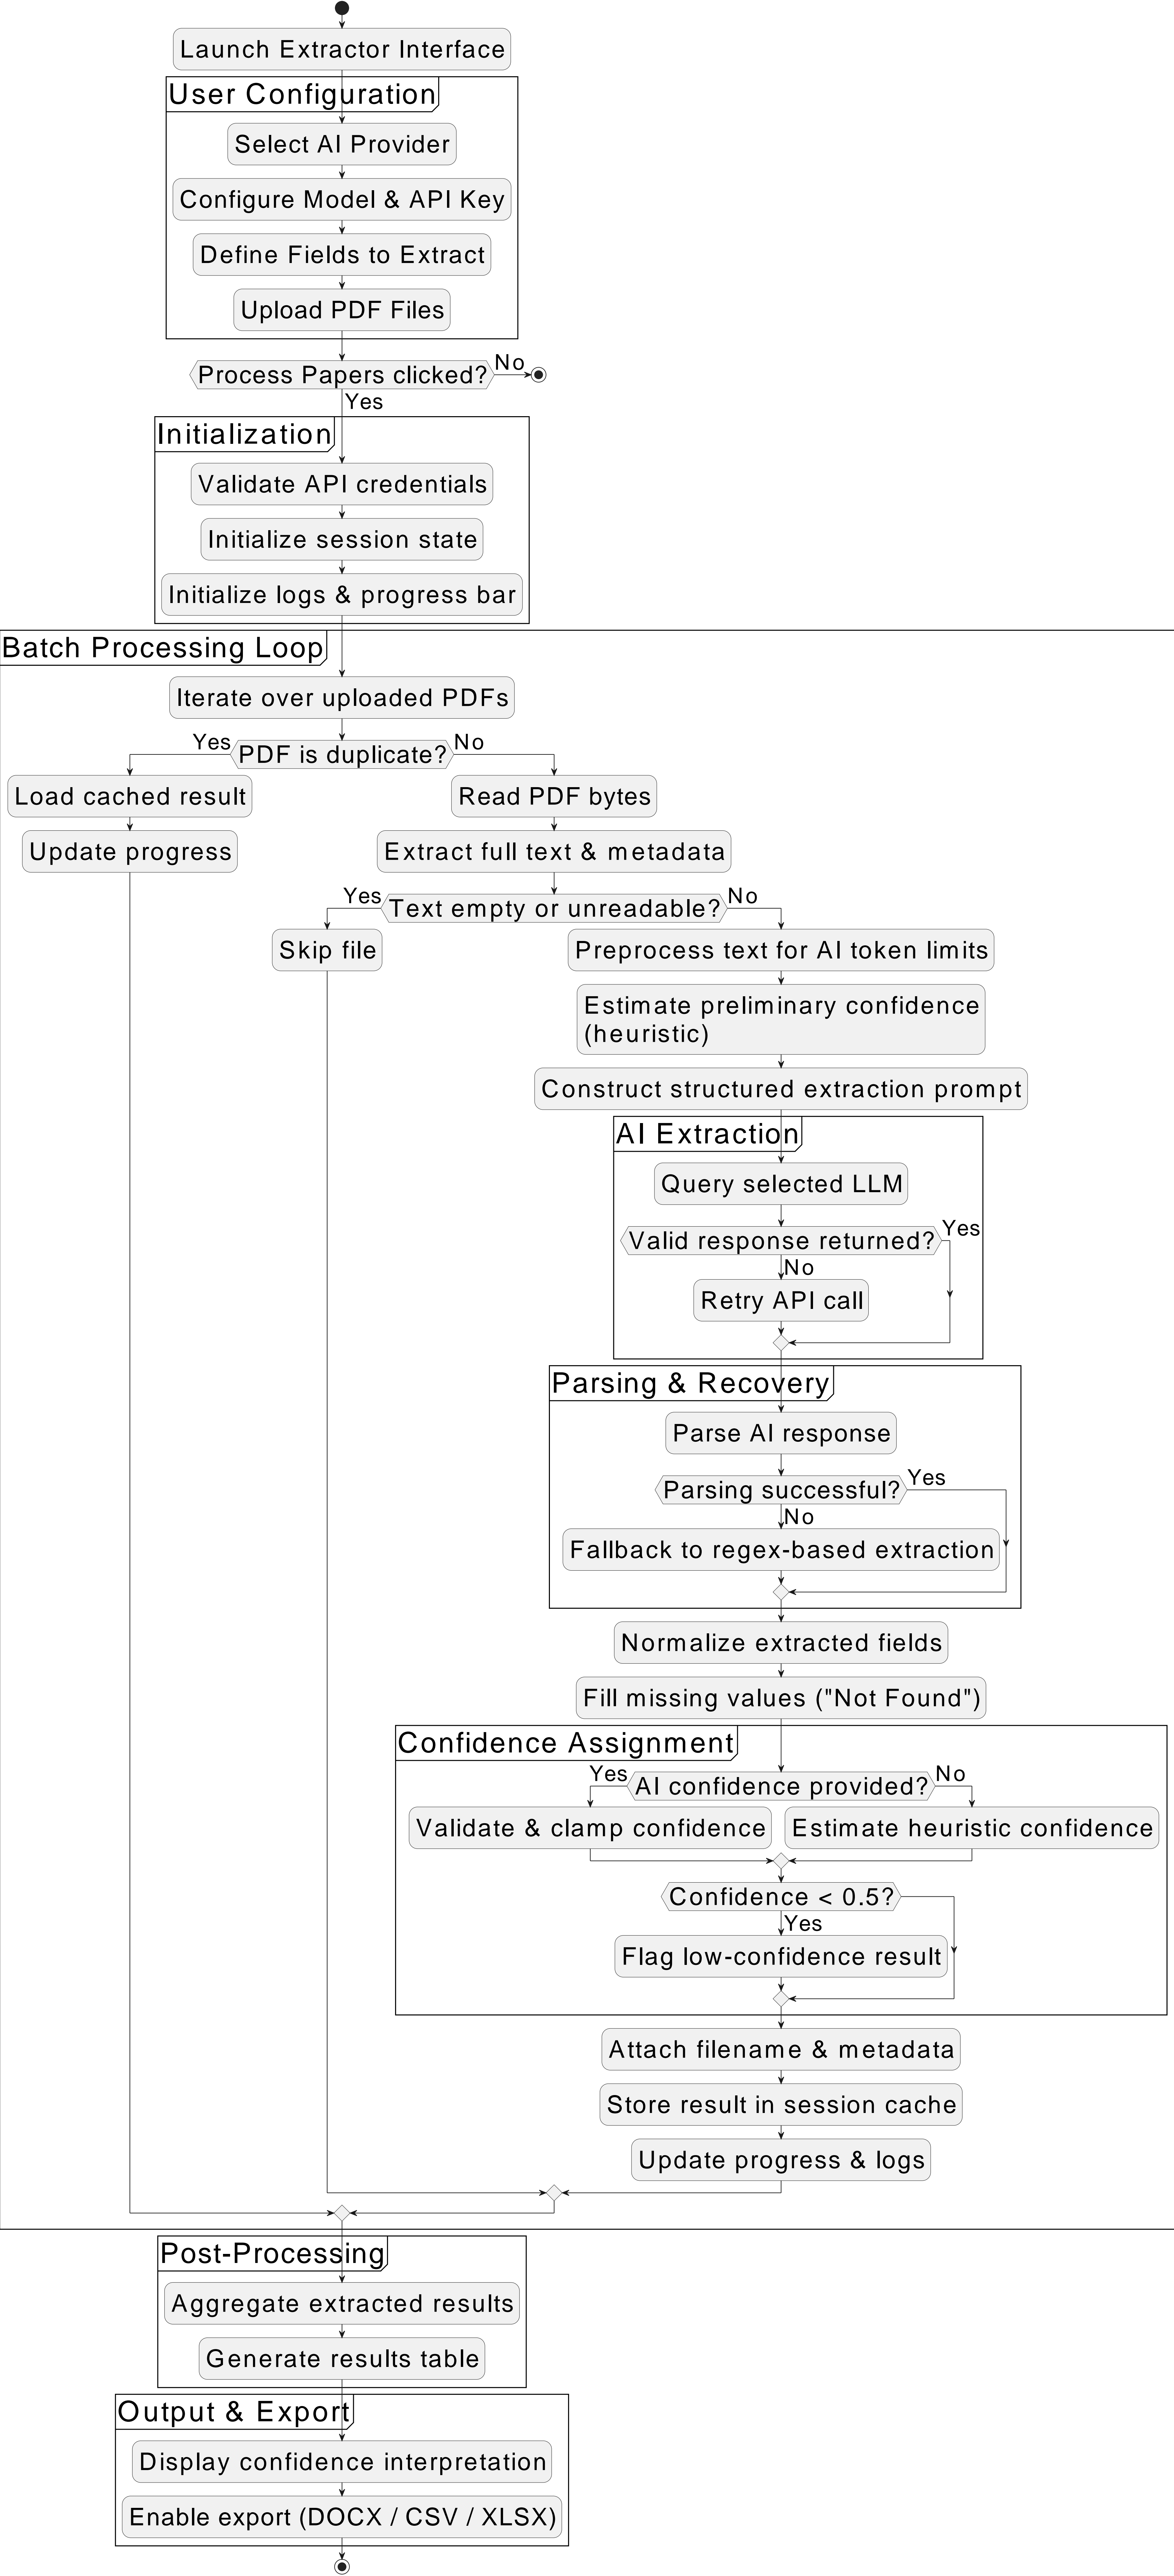 Launch Extractor Interface
User Configuration
Select AI Provider
Configure Model & API Key
Define Fields to Extract
Upload PDF Files
Process Papers clicked?
No
Yes
Initialization
Validate API credentials
Initialize session state
Initialize logs & progress bar
Batch Processing Loop
Iterate over uploaded PDFs
Yes
PDF is duplicate?
No
Load cached result
Read PDF bytes
Update progress
Extract full text & metadata
Yes
Text empty or unreadable?
No
Skip file
Preprocess text for AI token limits
Estimate preliminary confidence
(heuristic)
Construct structured extraction prompt
AI Extraction
Query selected LLM
Valid response returned?
Yes
No
Retry API call
Parsing & Recovery
Parse AI response
Parsing successful?
Yes
No
Fallback to regex-based extraction
Normalize extracted fields
Fill missing values ("Not Found")
Confidence Assignment
Yes
AI confidence provided?
No
Validate & clamp confidence
Estimate heuristic confidence
Confidence < 0.5?
Yes
Flag low-confidence result
Attach filename & metadata
Store result in session cache
Update progress & logs
Post-Processing
Aggregate extracted results
Generate results table
Output & Export
Display confidence interpretation
Enable export (DOCX / CSV / XLSX)